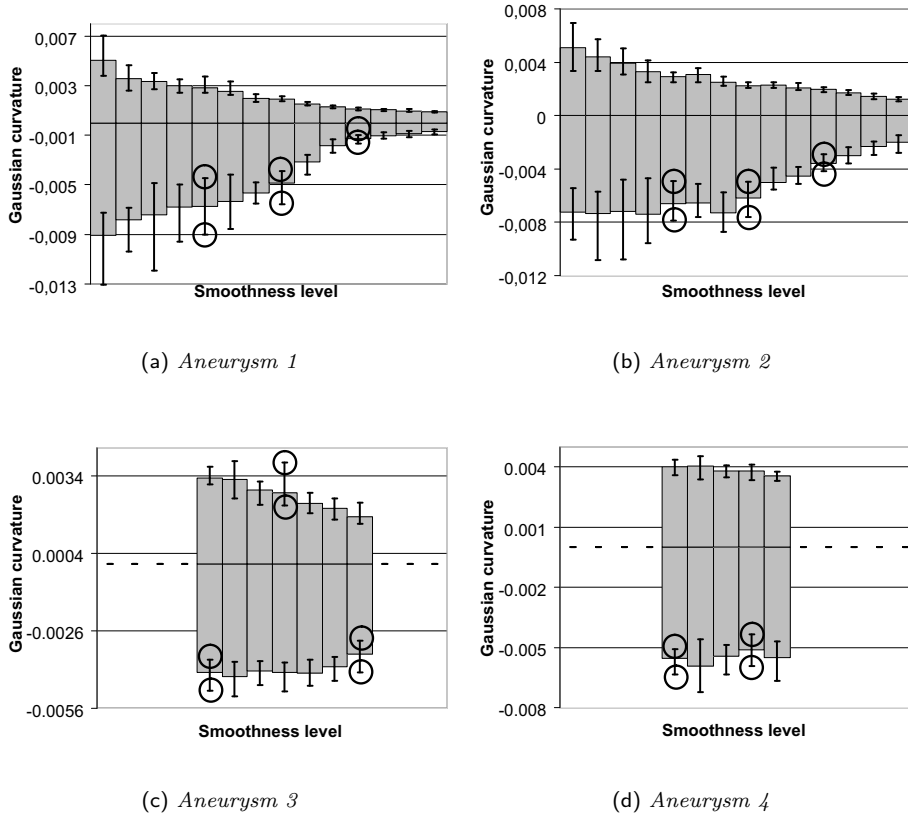 0,007
0,003
-0,001
-0,005
-0,009
-0,013
Gaussian curvature
Smoothness level
(a) Aneurysm 1
0,008
0,004
0
-0,004
-0,008
-0,012
Gaussian curvature
Smoothness level
(b) Aneurysm 2
0.0034
0.0004
-0.0026
-0.0056
Gaussian curvature
Smoothness level
(c) Aneurysm 3
0.004
0.001
-0.002
-0.005
-0.008
Gaussian curvature
Smoothness level
(d) Aneurysm 4